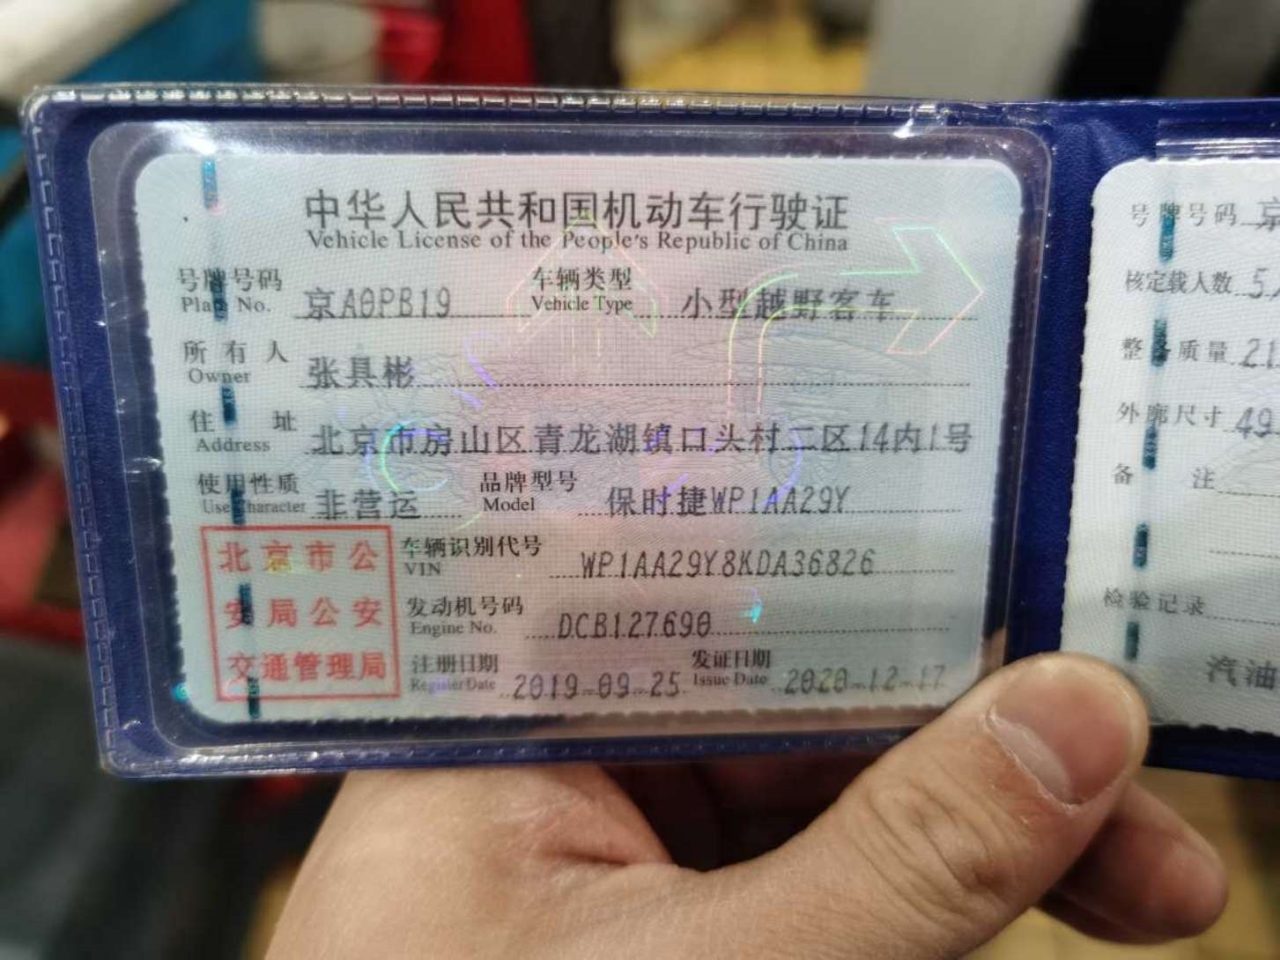 中华人民共和国机动车行驶证
Vehicle License of the People's Republic of China
号牌号码 京A0PB19 车辆类型 小型越野客车
Plate No. Vehicle Type
所有人 张具彬
Owner
住址 北京市房山区青龙湖镇口头村二区14内1号
Address
使用性质 非营运 品牌型号 保时捷WP1AA29Y
Use Character Model
北京市公
安局公安
交通管理局
车辆识别代号 WP1AA29Y8KDA36826
VIN
发动机号码 DCB127690
Engine No.
注册日期 2019-09-25 发证日期 2020-12-17
Register Date Issue Date
号牌号码 京
核定载人数 5
整备质量 21
外廓尺寸 49
备注
检验记录
汽油